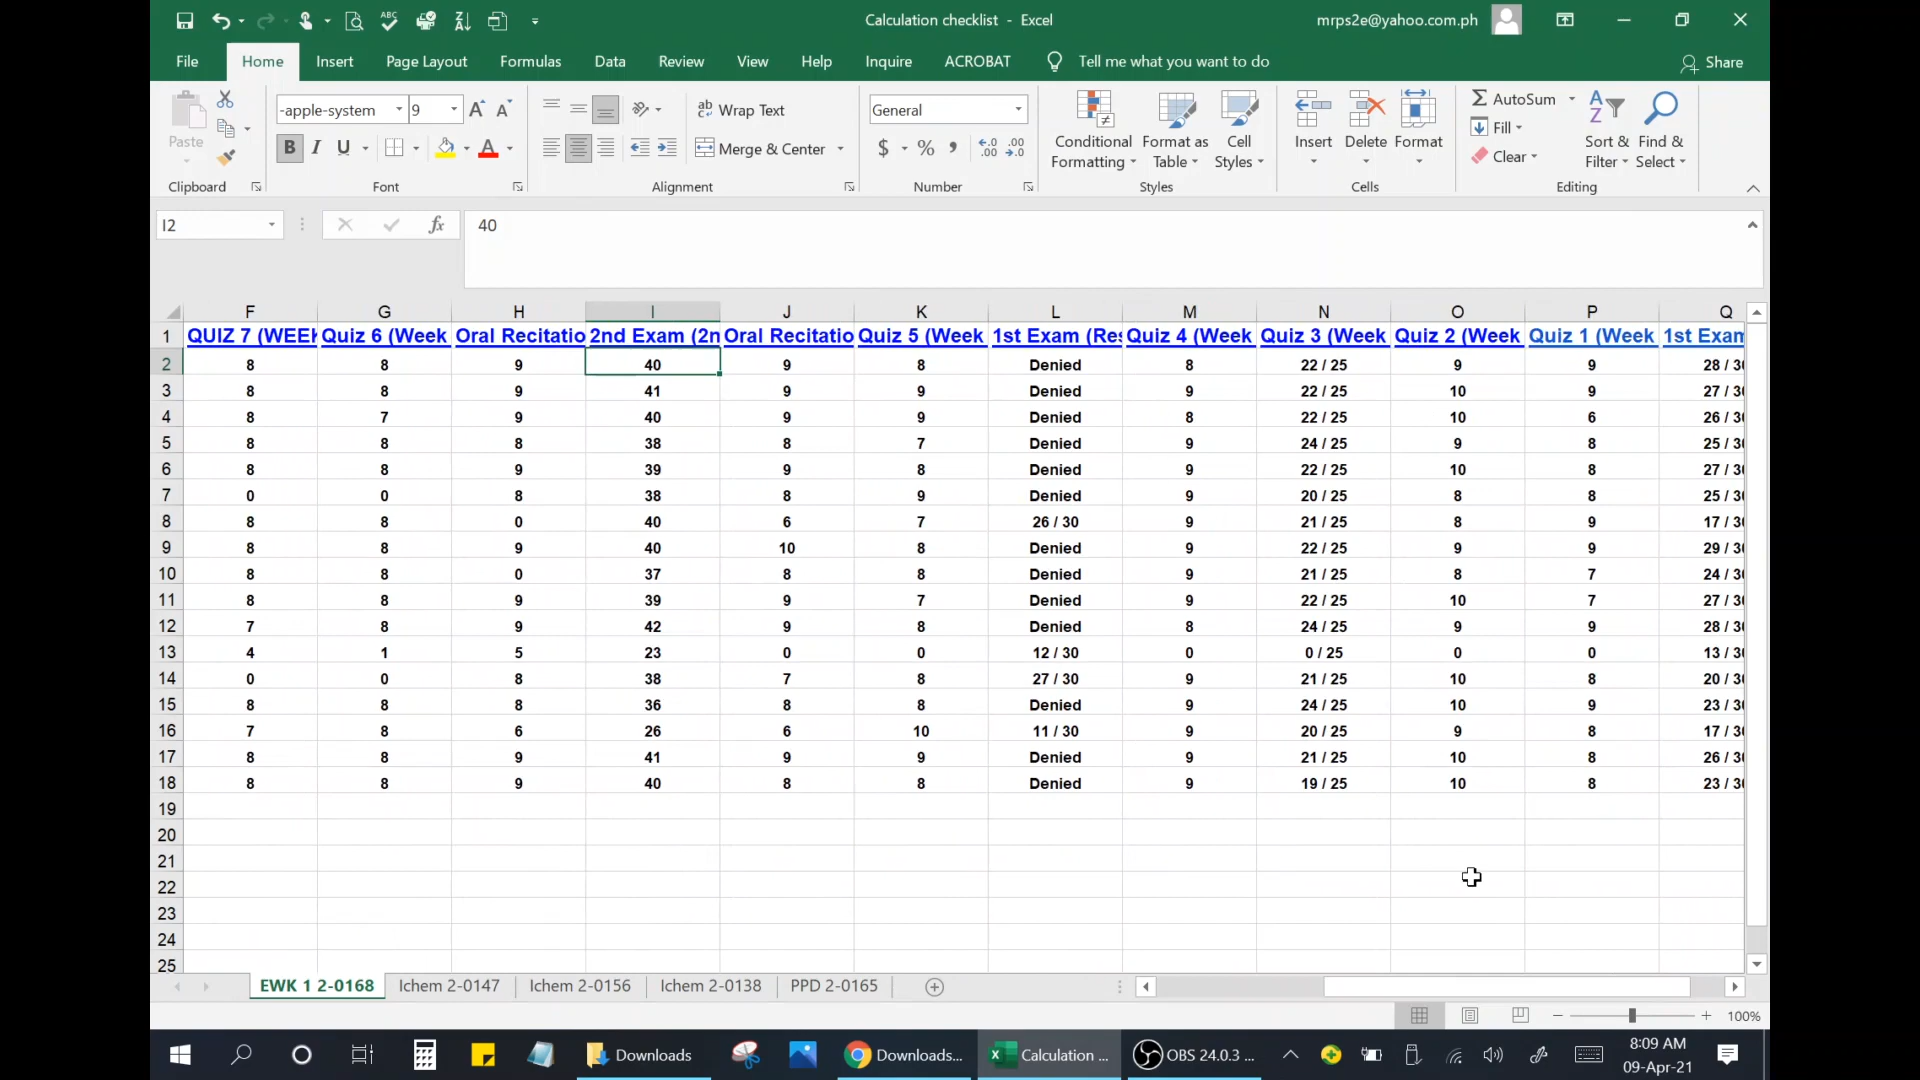 Calculation checklist - Excel
mrps2e@yahoo.com.ph
File Home Insert Page Layout Formulas Data Review View Help Inquire ACROBAT Tell me what you want to do Share
Paste
Clipboard
-apple-system 9
B I U
Font
Wrap Text
Merge & Center
Alignment
General
$ % ,
Number
Conditional Formatting
Format as Table
Cell Styles
Styles
Insert Delete Format
Cells
AutoSum
Fill
Clear
Sort & Filter
Find & Select
Editing
I2 fx 40
F G H I J K L M N O P Q
1 QUIZ 7 (WEEK Quiz 6 (Week Oral Recitatio 2nd Exam (2n Oral Recitatio Quiz 5 (Week 1st Exam (Res Quiz 4 (Week Quiz 3 (Week Quiz 2 (Week Quiz 1 (Week 1st Exam
2 8 8 9 40 9 8 Denied 8 22 / 25 9 9 28 / 30
3 8 8 9 41 9 9 Denied 9 22 / 25 10 9 27 / 30
4 8 7 9 40 9 9 Denied 8 22 / 25 10 6 26 / 30
5 8 8 8 38 8 7 Denied 9 24 / 25 9 8 25 / 30
6 8 8 9 39 9 8 Denied 9 22 / 25 10 8 27 / 30
7 0 0 8 38 8 9 Denied 9 20 / 25 8 8 25 / 30
8 8 8 0 40 6 7 26 / 30 9 21 / 25 8 9 17 / 30
9 8 8 9 40 10 8 Denied 9 22 / 25 9 9 29 / 30
10 8 8 0 37 8 8 Denied 9 21 / 25 8 7 24 / 30
11 8 8 9 39 9 7 Denied 9 22 / 25 10 7 27 / 30
12 7 8 9 42 9 8 Denied 8 24 / 25 9 9 28 / 30
13 4 1 5 23 0 0 12 / 30 0 0 / 25 0 0 13 / 30
14 0 0 8 38 7 8 27 / 30 9 21 / 25 10 8 20 / 30
15 8 8 8 36 8 8 Denied 9 24 / 25 10 9 23 / 30
16 7 8 6 26 6 10 11 / 30 9 20 / 25 9 8 17 / 30
17 8 8 9 41 9 9 Denied 9 21 / 25 10 8 26 / 30
18 8 8 9 40 8 8 Denied 9 19 / 25 10 8 23 / 30
19
20
21
22
23
24
25
EWK 1 2-0168 Ichem 2-0147 Ichem 2-0156 Ichem 2-0138 PPD 2-0165
100%
Downloads Downloads... Calculation ... OBS 24.0.3 ... 8:09 AM
09-Apr-21